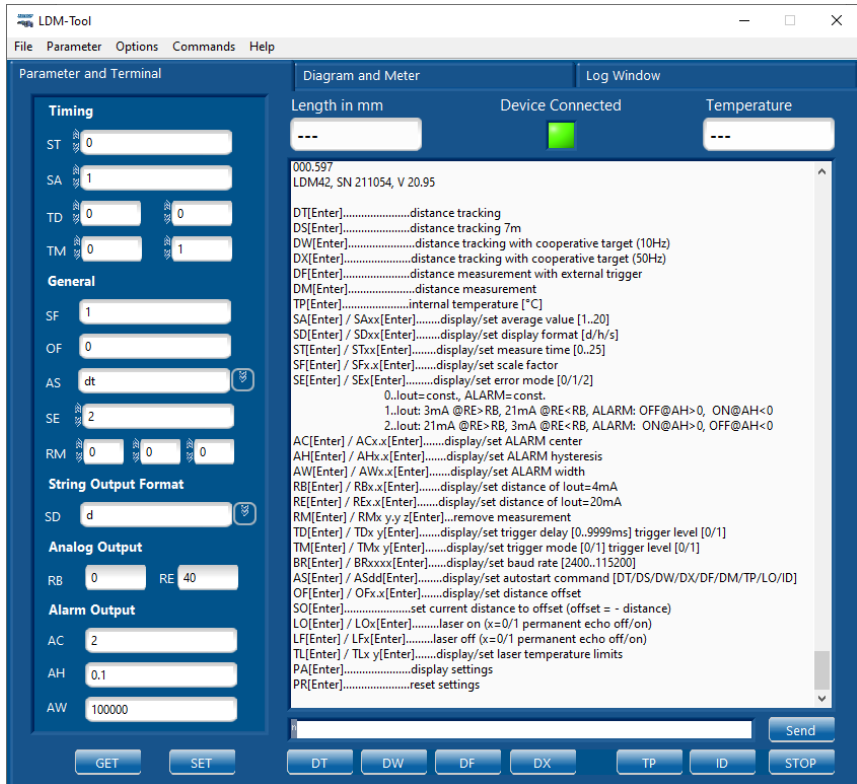 LDM-Tool
File Parameter Options Commands Help
Parameter and Terminal
Diagram and Meter
Log Window
Timing
ST 0
SA 1
TD 0 0
TM 0 1
General
SF 1
OF 0
AS dt
SE 2
RM 0 0 0
String Output Format
SD d
Analog Output
RB 0 RE 40
Alarm Output
AC 2
AH 0.1
AW 100000
GET SET
Length in mm
Device Connected
Temperature
---
---
000.597
LDM42, SN 211054, V 20.95
DT[Enter]......................distance tracking
DS[Enter]......................distance tracking 7m
DW[Enter]......................distance tracking with cooperative target (10Hz)
DX[Enter]......................distance tracking with cooperative target (50Hz)
DF[Enter]......................distance measurement with external trigger
DM[Enter]......................distance measurement
TP[Enter]......................internal temperature [°C]
SA[Enter] / SAxx[Enter]........display/set average value [1..20]
SD[Enter] / SDxx[Enter]........display/set display format [d/h/s]
ST[Enter] / STxx[Enter]........display/set measure time [0..25]
SF[Enter] / SFx.x[Enter].......display/set scale factor
SE[Enter] / SEx[Enter].........display/set error mode [0/1/2]
0..Iout=const., ALARM=const.
1..Iout: 3mA @RE>RB, 21mA @RE<RB, ALARM: OFF@AH>0, ON@AH<0
2..Iout: 21mA @RE>RB, 3mA @RE<RB, ALARM: ON@AH>0, OFF@AH<0
AC[Enter] / ACx.x[Enter].......display/set ALARM center
AH[Enter] / AHx.x[Enter].......display/set ALARM hysteresis
AW[Enter] / AWx.x[Enter].......display/set ALARM width
RB[Enter] / RBx.x[Enter].......display/set distance of Iout=4mA
RE[Enter] / REx.x[Enter].......display/set distance of Iout=20mA
RM[Enter] / RMx y.y z[Enter]...remove measurement
TD[Enter] / TDx y[Enter].......display/set trigger delay [0..9999ms] trigger level [0/1]
TM[Enter] / TMx y[Enter].......display/set trigger mode [0/1] trigger level [0/1]
BR[Enter] / BRxxxx[Enter]......display/set baud rate [2400..115200]
AS[Enter] / ASdd[Enter]........display/set autostart command [DT/DS/DW/DX/DF/DM/TP/LO/ID]
OF[Enter] / OFx.x[Enter].......display/set distance offset
SO[Enter]......................set current distance to offset (offset = - distance)
LO[Enter] / LOx[Enter].........laser on (x=0/1 permanent echo off/on)
LF[Enter] / LFx[Enter].........laser off (x=0/1 permanent echo off/on)
TL[Enter] / TLx y[Enter].......display/set laser temperature limits
PA[Enter]......................display settings
PR[Enter]......................reset settings
Send
DT DW DF DX TP ID STOP